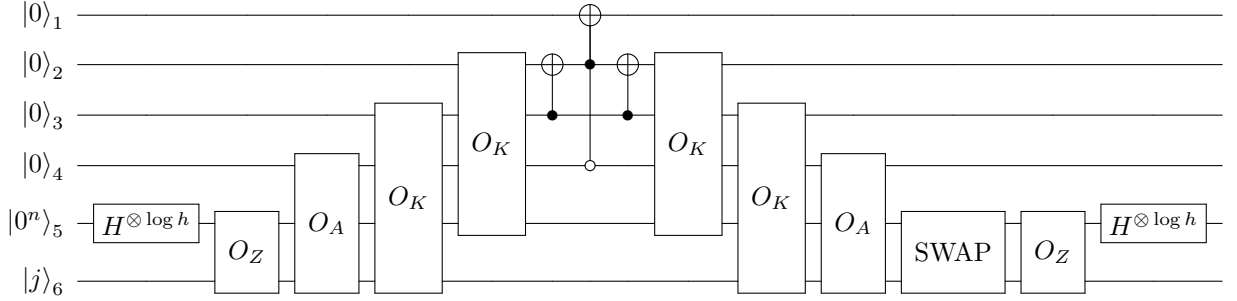 |0⟩₁
|0⟩₂
|0⟩₃ O_K O_K
|0⟩₄ O_K O_K
|0ⁿ⟩₅ H^{⊗ log h} O_A O_A H^{⊗ log h}
O_Z SWAP O_Z
|j⟩₆